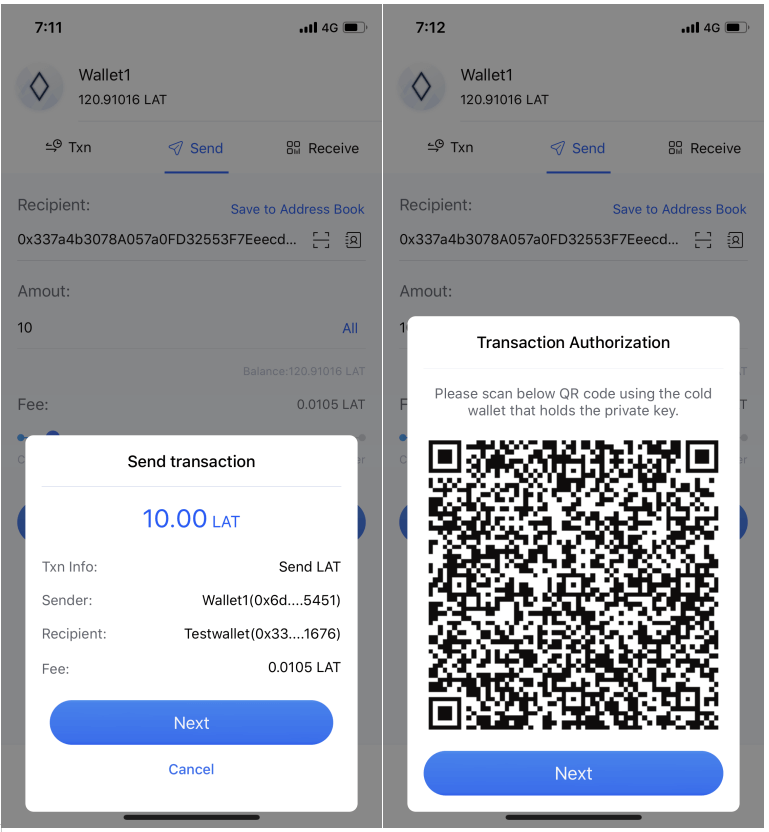 7:11
4G
Wallet1
120.91016 LAT
Txn
Send
Receive
Recipient:
Save to Address Book
0x337a4b3078A057a0FD32553F7Eeecd...
Amout:
10
All
Balance:120.91016 LAT
Fee:
0.0105 LAT
Send transaction
10.00 LAT
Txn Info:
Send LAT
Sender:
Wallet1(0x6d....5451)
Recipient:
Testwallet(0x33....1676)
Fee:
0.0105 LAT
Next
Cancel
7:12
4G
Wallet1
120.91016 LAT
Txn
Send
Receive
Recipient:
Save to Address Book
0x337a4b3078A057a0FD32553F7Eeecd...
Amout:
Transaction Authorization
Please scan below QR code using the cold
wallet that holds the private key.
Next